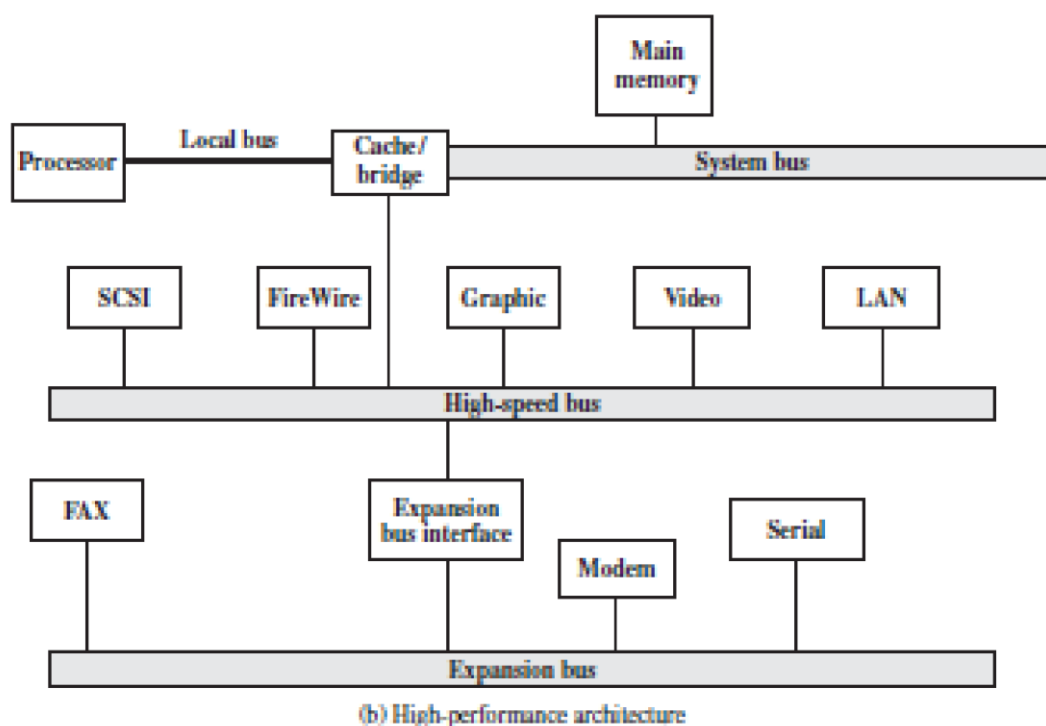 Main
memory
Local bus
Processor
Cache/
bridge
System bus
SCSI
FireWire
Graphic
Video
LAN
High-speed bus
FAX
Expansion
bus interface
Serial
Modem
Expansion bus
(b) High-performance architecture